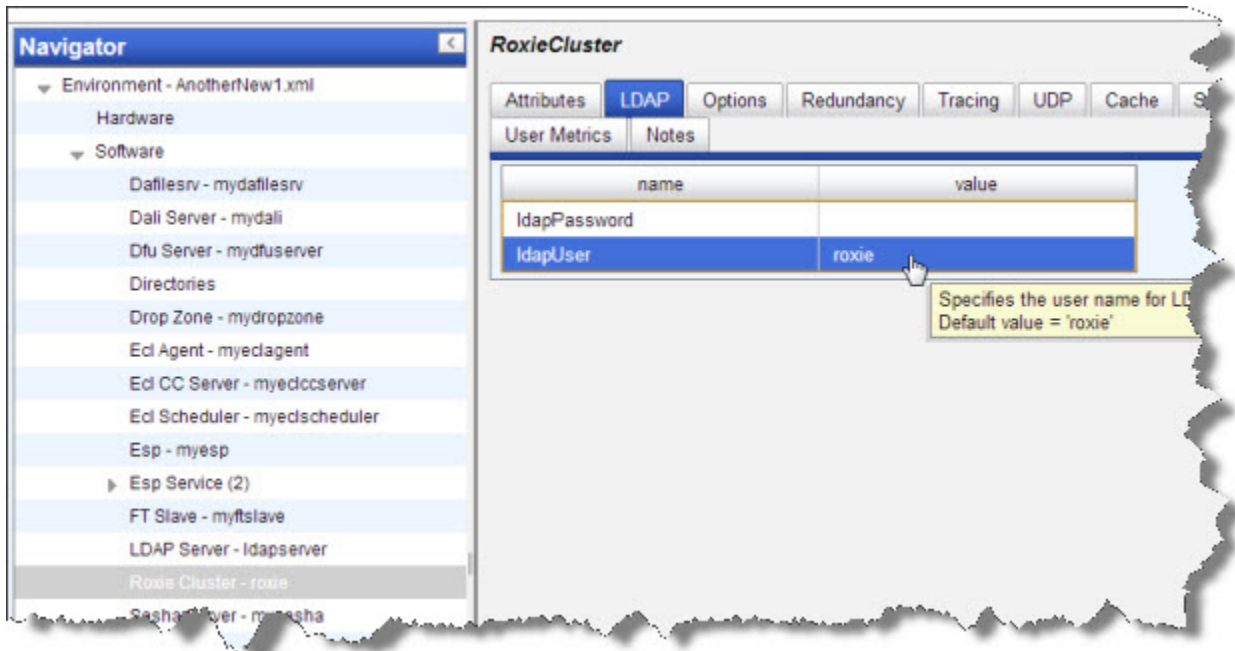 Navigator
Environment - AnotherNew1.xml
Hardware
Software
Dafilesrv - mydafilesrv
Dali Server - mydali
Dfu Server - mydfuserver
Directories
Drop Zone - mydropzone
Ecl Agent - myeclagent
Ecl CC Server - myeclccserver
Ecl Scheduler - myeclscheduler
Esp - myesp
Esp Service (2)
FT Slave - myftslave
LDAP Server - ldapserver
Roxie Cluster - roxie
RoxieCluster
Attributes LDAP Options Redundancy Tracing UDP Cache
User Metrics Notes
name value
ldapPassword
ldapUser roxie
Specifies the user name for
Default value = 'roxie'